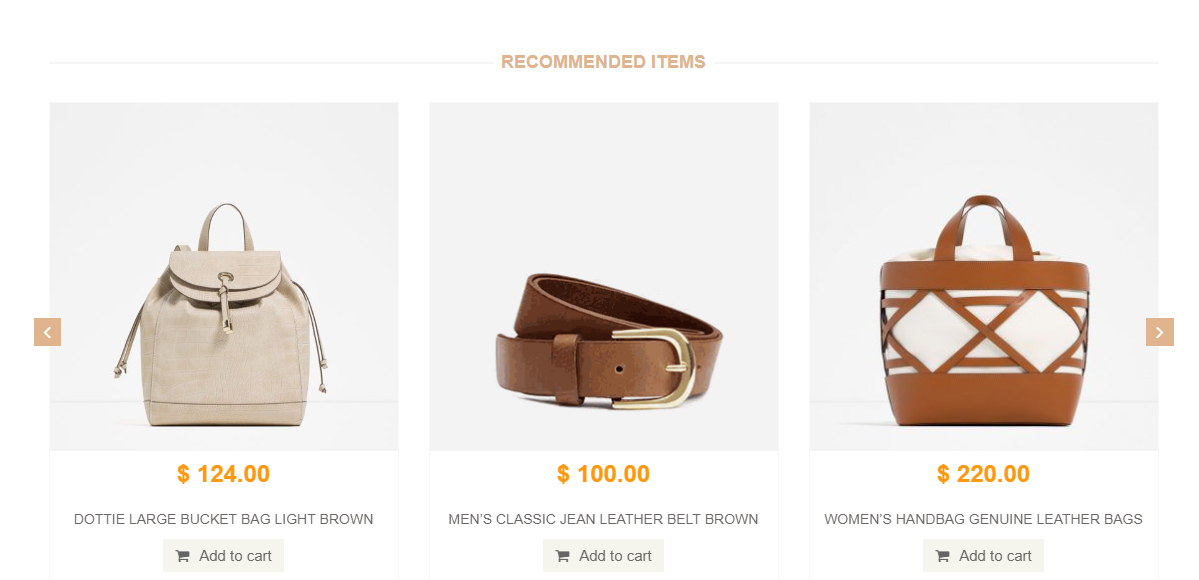 RECOMMENDED ITEMS
$ 124.00
$ 100.00
$ 220.00
DOTTIE LARGE BUCKET BAG LIGHT BROWN
MEN’S CLASSIC JEAN LEATHER BELT BROWN
WOMEN’S HANDBAG GENUINE LEATHER BAGS
Add to cart
Add to cart
Add to cart